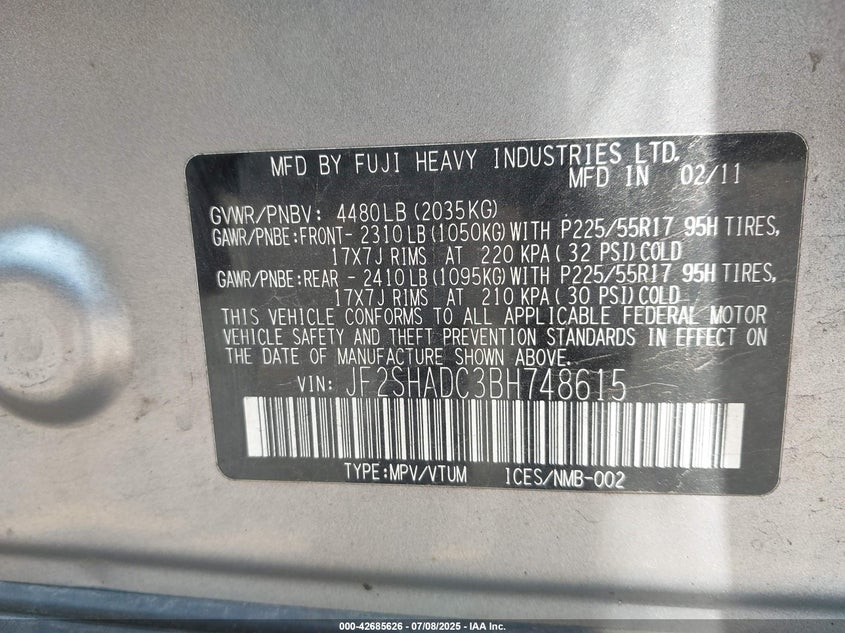 MFD BY FUJI HEAVY INDUSTRIES LTD.
MFD IN 02/11
GVWR/PNBV: 4480LB (2035KG)
GAWR/PNBE:FRONT- 2310LB (1050KG) WITH P225/55R17 95H TIRES,
17X7J RIMS AT 220 KPA ( 32 PSI) COLD
GAWR/PNBE:REAR - 2410LB (1095KG) WITH P225/55R17 95H TIRES,
17X7J RIMS AT 210 KPA ( 30 PSI) COLD
THIS VEHICLE CONFORMS TO ALL APPLICABLE FEDERAL MOTOR
VEHICLE SAFETY AND THEFT PREVENTION STANDARDS IN EFFECT ON
THE DATE OF MANUFACTURE SHOWN ABOVE.
VIN: JF2SHADC3BH748615
TYPE:MPV/VTUM ICES/NMB-002
000-42685626 - 07/08/2025 - IAA Inc.